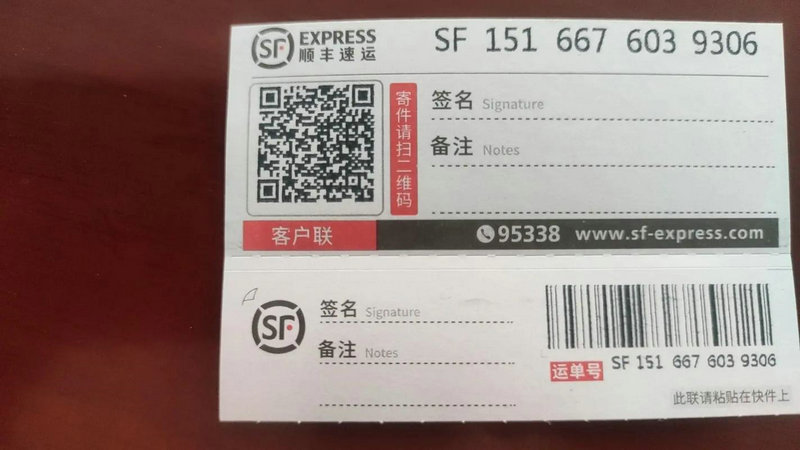 SF EXPRESS
顺丰速运
SF 151 667 603 9306
寄件请扫二维码
签名 Signature
备注 Notes
客户联
95338 www.sf-express.com
SF
签名 Signature
备注 Notes
运单号 SF 151 667 603 9306
此联请粘贴在快件上